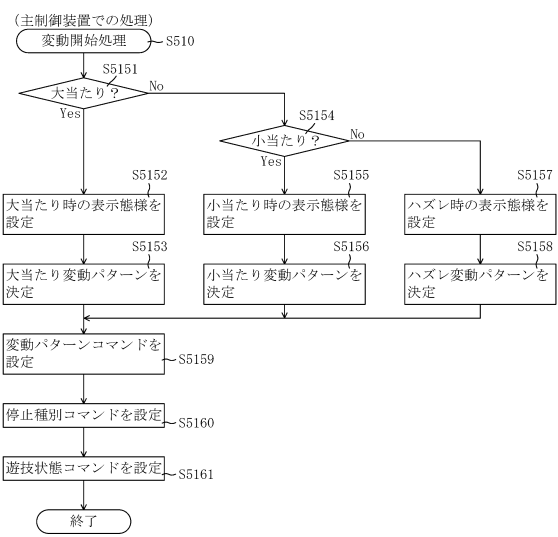 (主制御装置での処理)
変動開始処理
S510
S5151
大当たり？
No
Yes
S5154
小当たり？
No
Yes
S5152
大当たり時の表示態様を
設定
S5155
小当たり時の表示態様を
設定
S5157
ハズレ時の表示態様を
設定
S5153
大当たり変動パターンを
決定
S5156
小当たり変動パターンを
決定
S5158
ハズレ変動パターンを
決定
変動パターンコマンドを
設定
S5159
停止種別コマンドを設定
S5160
遊技状態コマンドを設定
S5161
終了